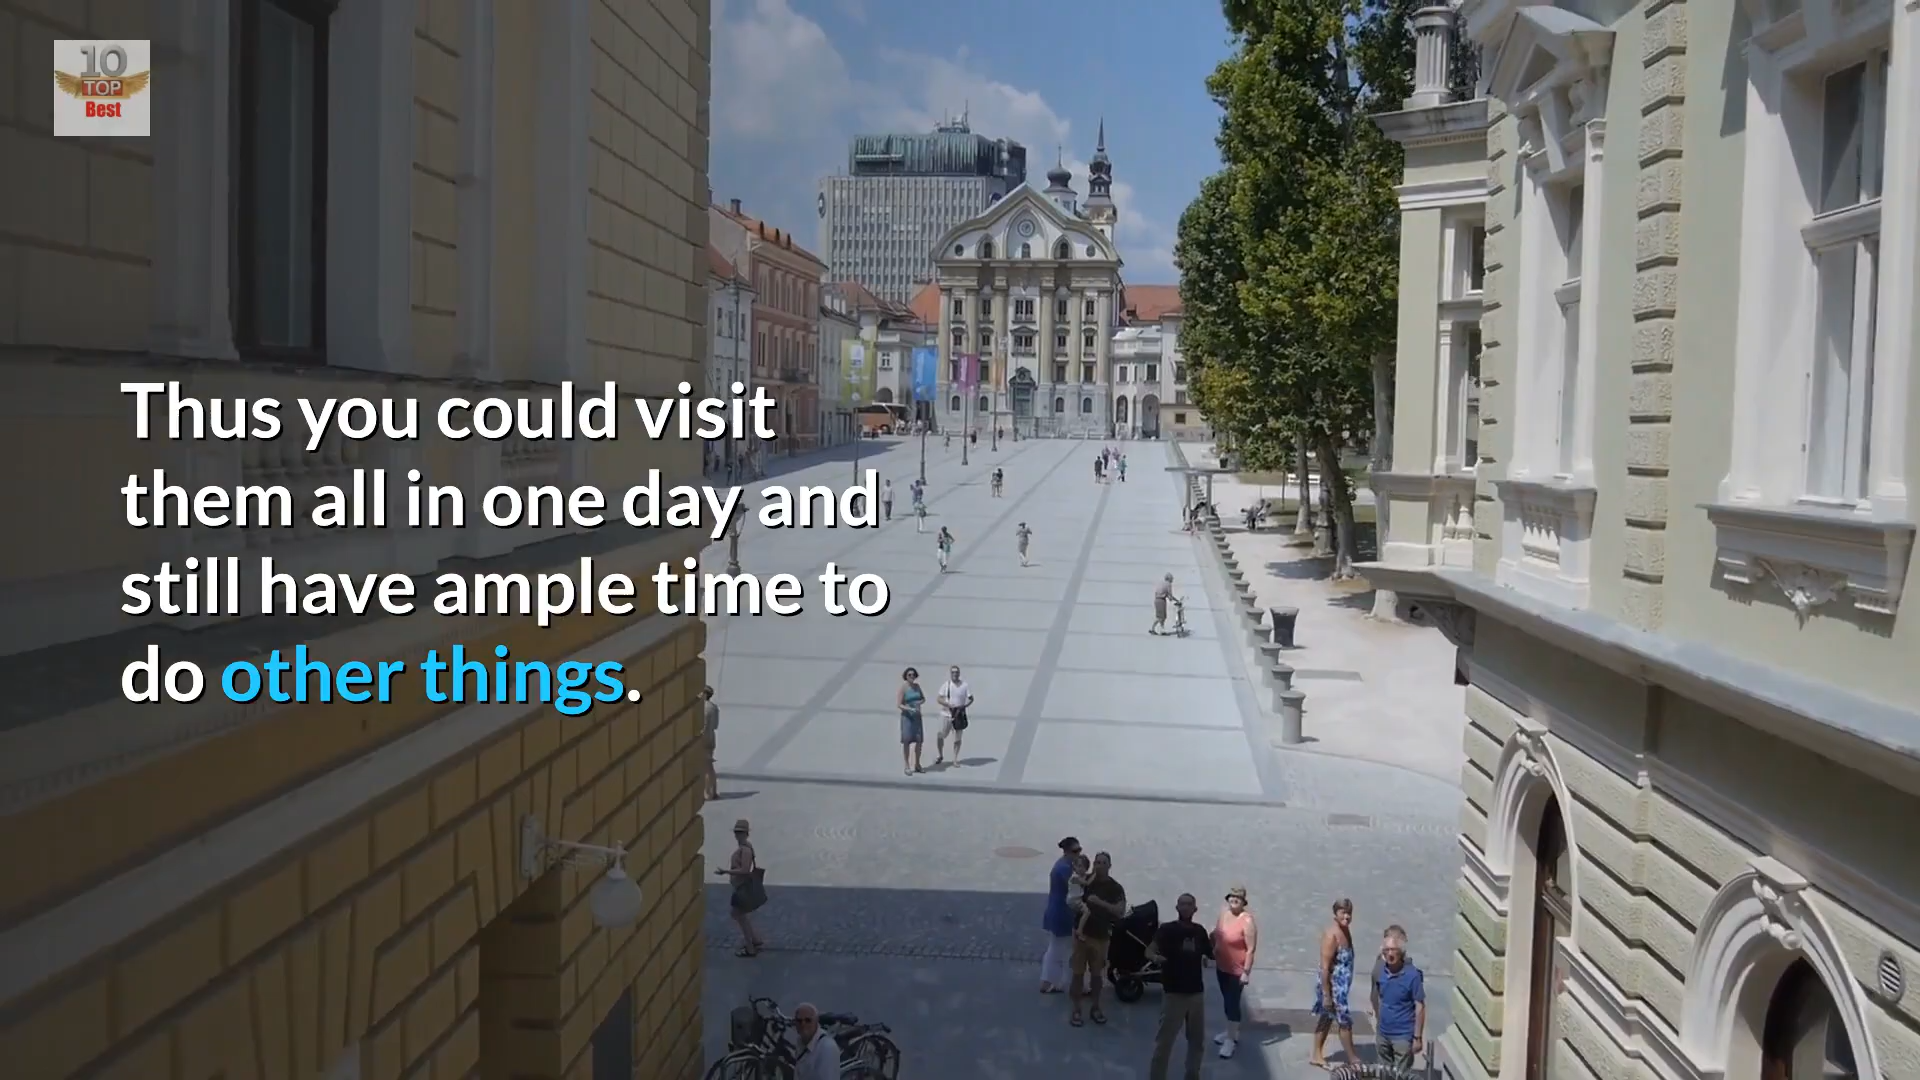 10
TOP
Best
Thus you could visit
them all in one day and
still have ample time to
do other things.